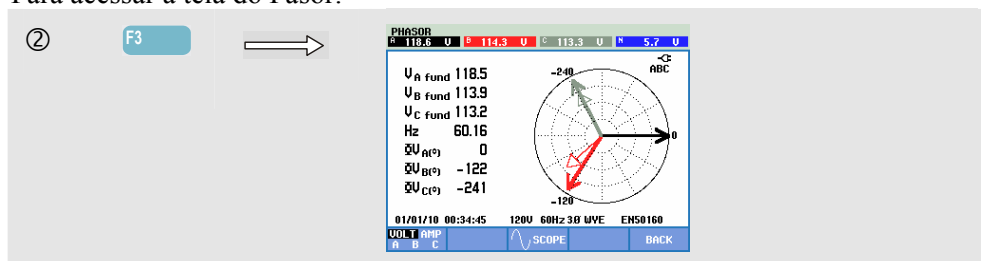 Para acessar a tela do Fasor:
②
F3
PHASOR
A 118.6 V B 114.3 V C 113.3 V N 5.7 V
ABC
VA fund 118.5
VB fund 113.9
VC fund 113.2
Hz 60.16
ΦVA(°) 0
ΦVB(°) -122
ΦVC(°) -241
-240
0
-120
01/01/10 00:34:45 120V 60Hz 3Ø WYE EN50160
VOLT AMP
A B C
SCOPE
BACK